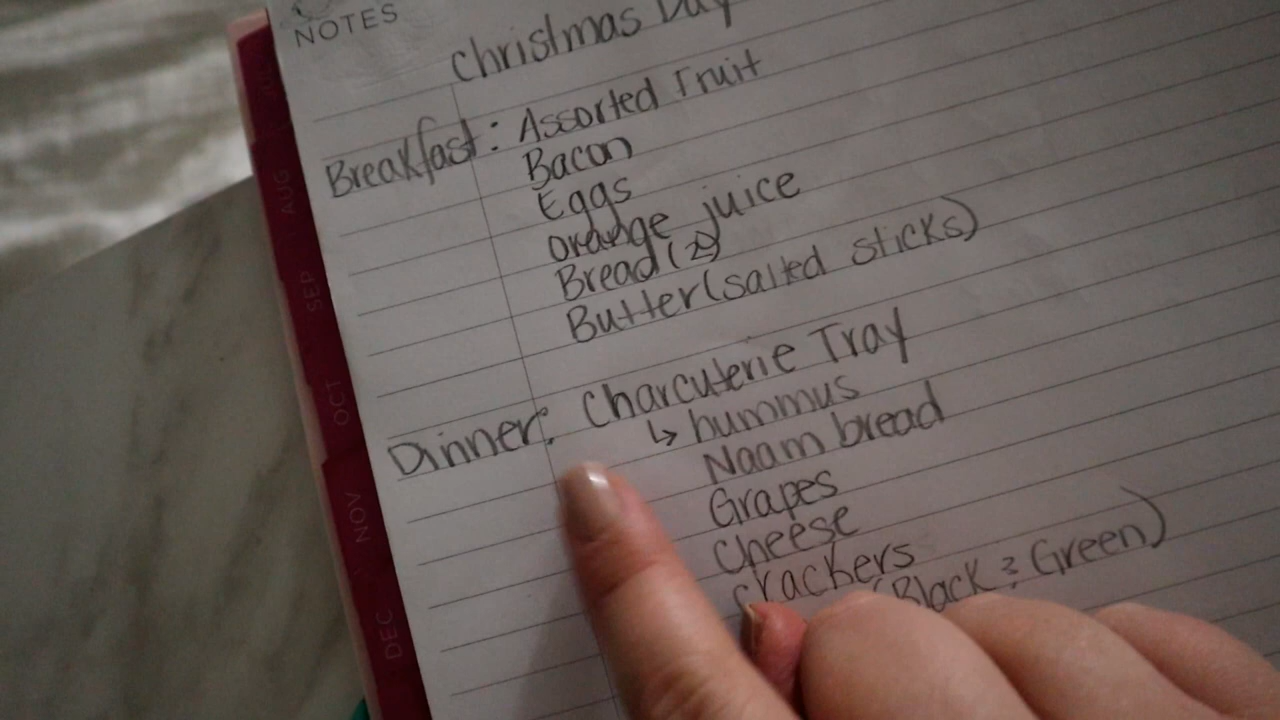 NOTES
Christmas Day
Breakfast: Assorted Fruit
Bacon
Eggs
orange juice
Bread (2)
Butter (salted sticks)
Dinner: Charcuterie Tray
↳ hummus
Naam bread
Grapes
Cheese
crackers
(Black & Green)
AUG
SEP
OCT
NOV
DEC